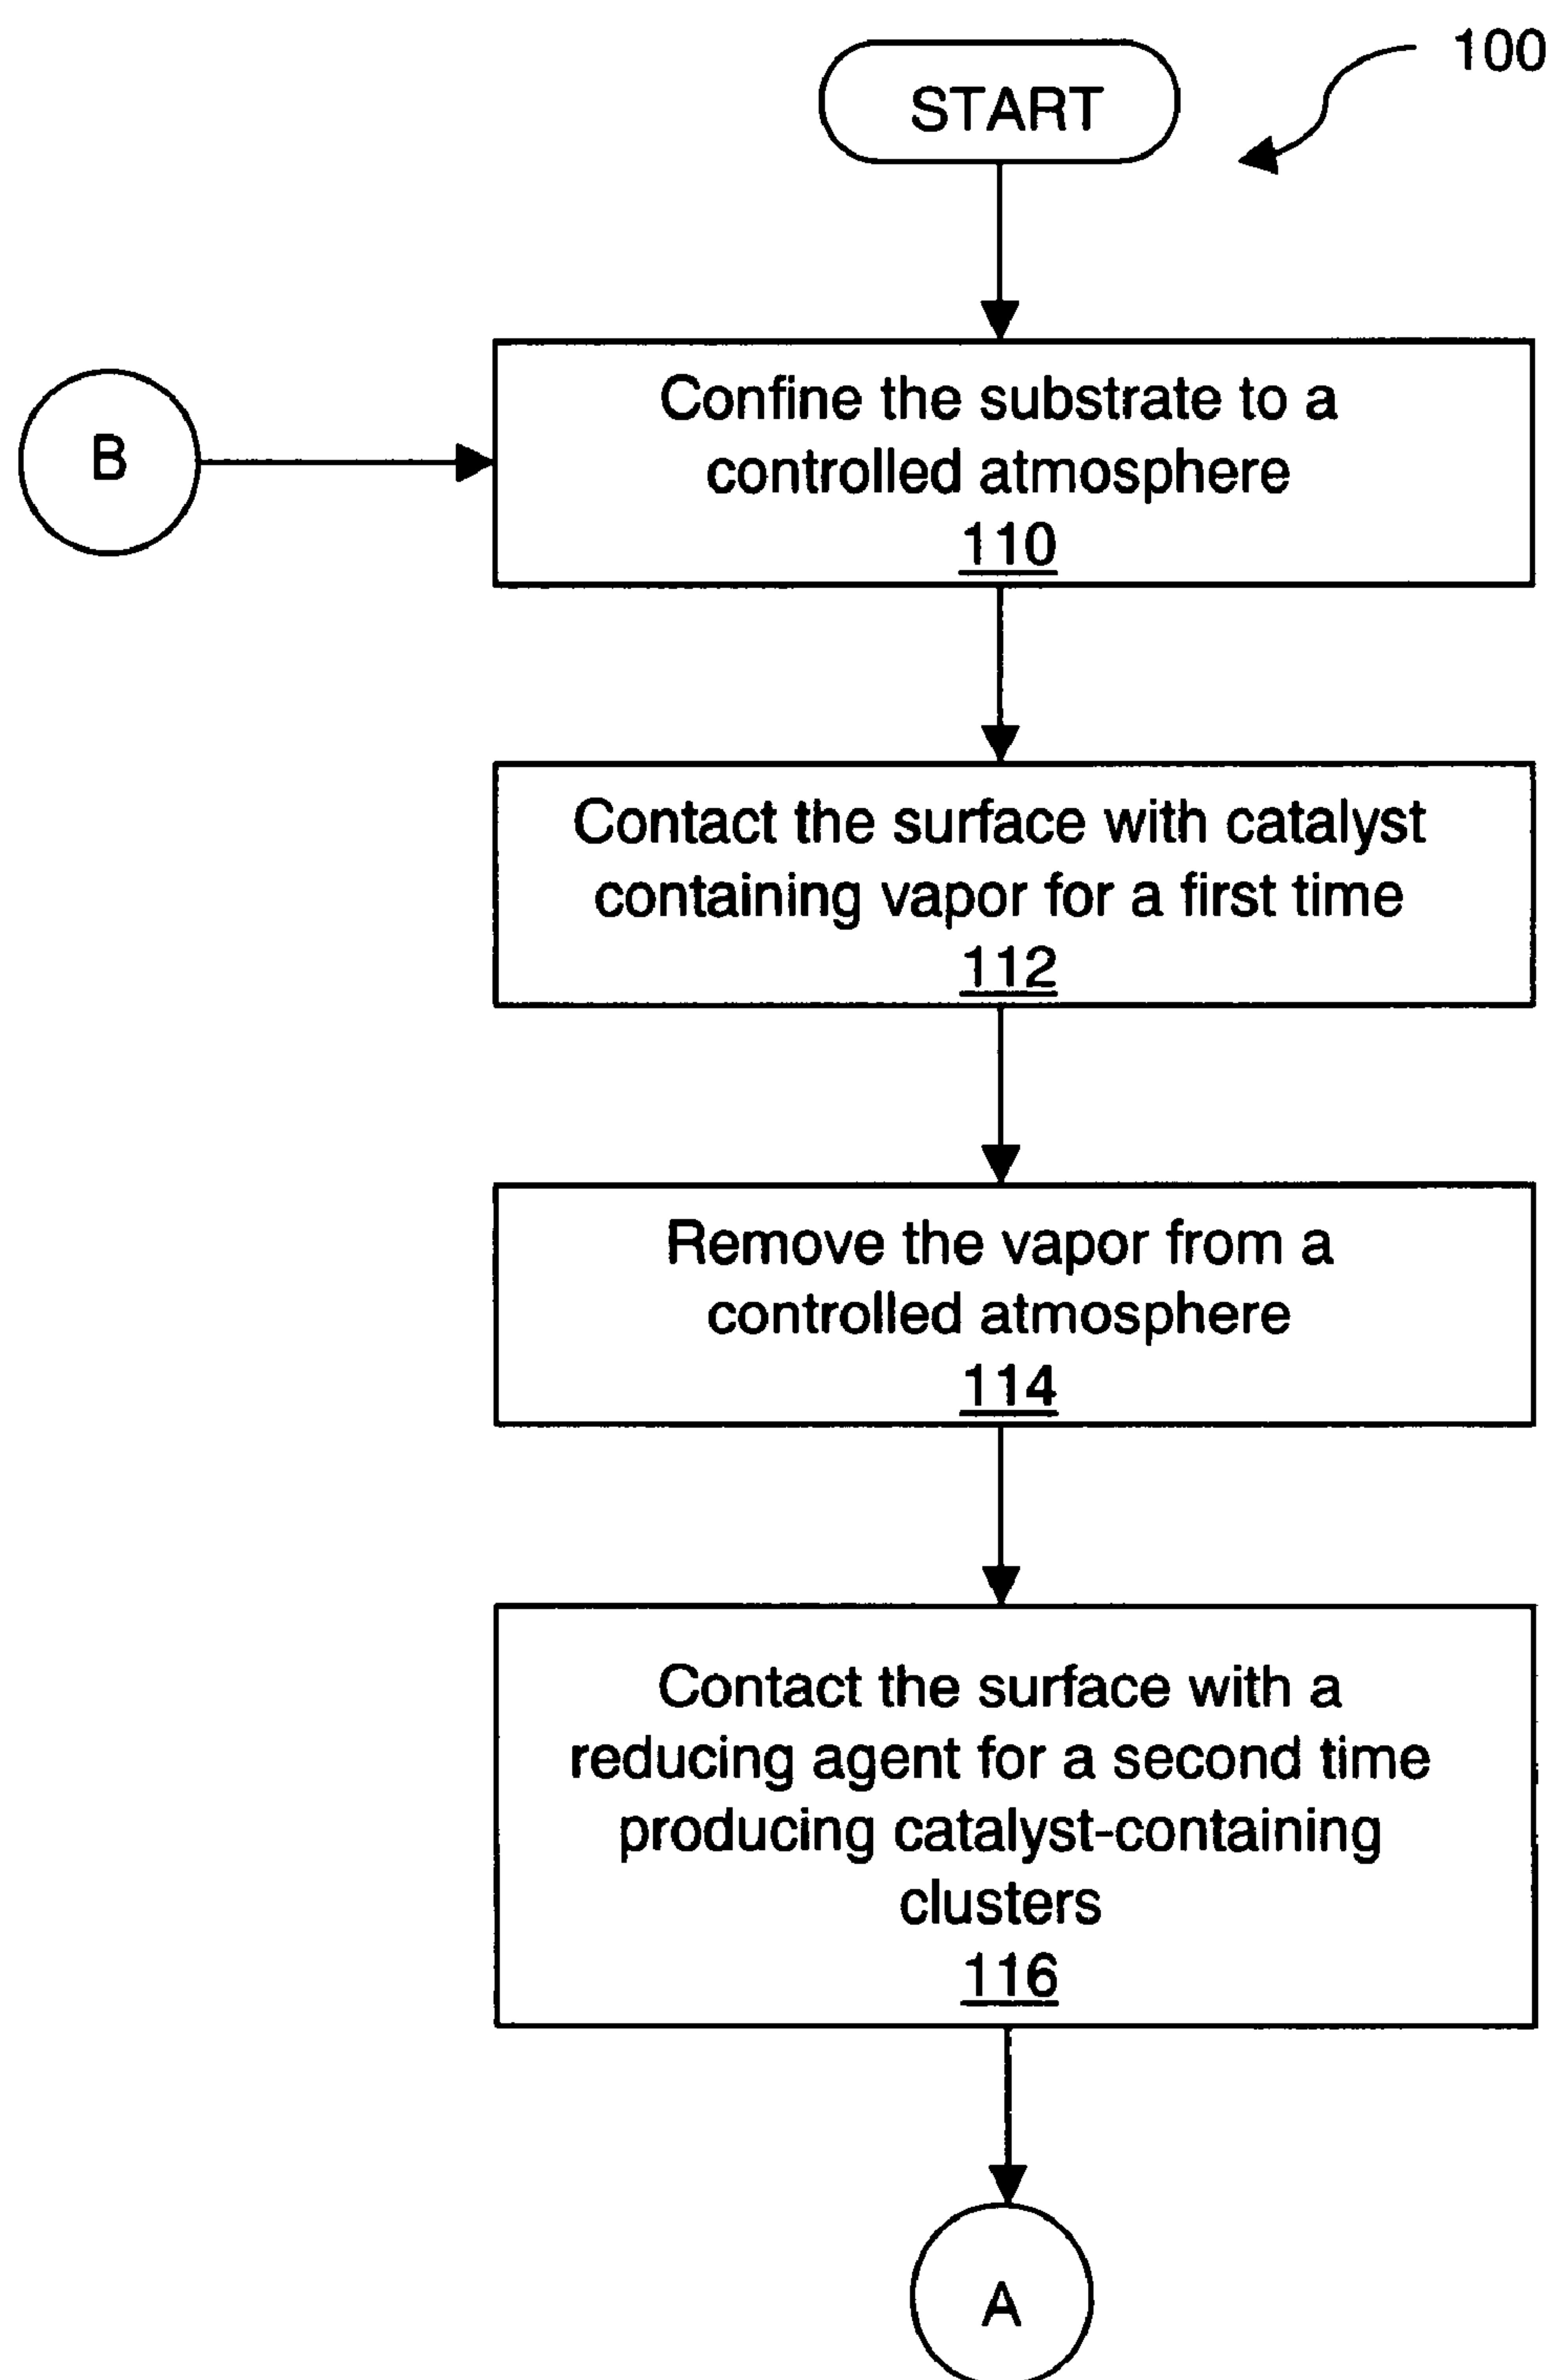 100
START
B
Confine the substrate to a
controlled atmosphere
110
Contact the surface with catalyst
containing vapor for a first time
112
Remove the vapor from a
controlled atmosphere
114
Contact the surface with a
reducing agent for a second time
producing catalyst-containing
clusters
116
A